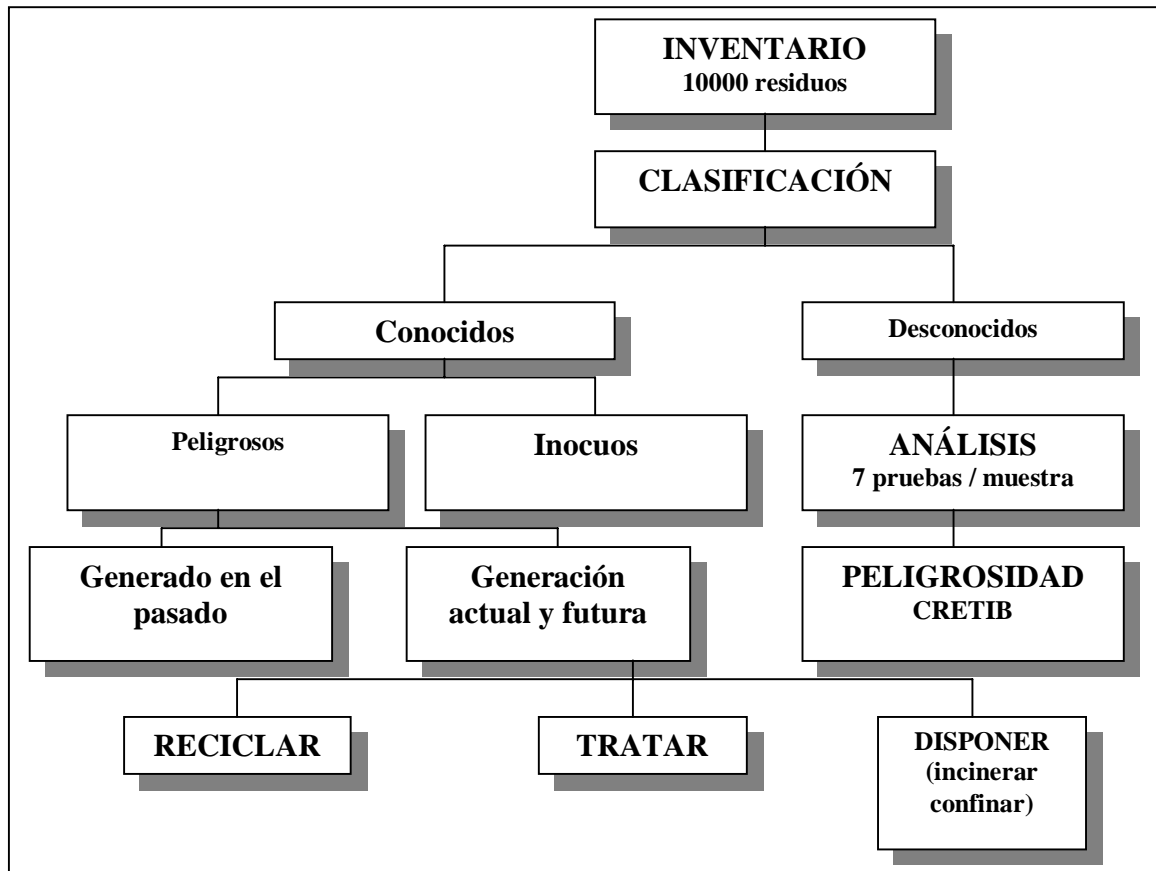 INVENTARIO
10000 residuos
CLASIFICACIÓN
Conocidos
Desconocidos
Peligrosos
Inocuos
ANÁLISIS
7 pruebas / muestra
Generado en el
pasado
Generación
actual y futura
PELIGROSIDAD
CRETIB
RECICLAR
TRATAR
DISPONER
(incinerar
confinar)